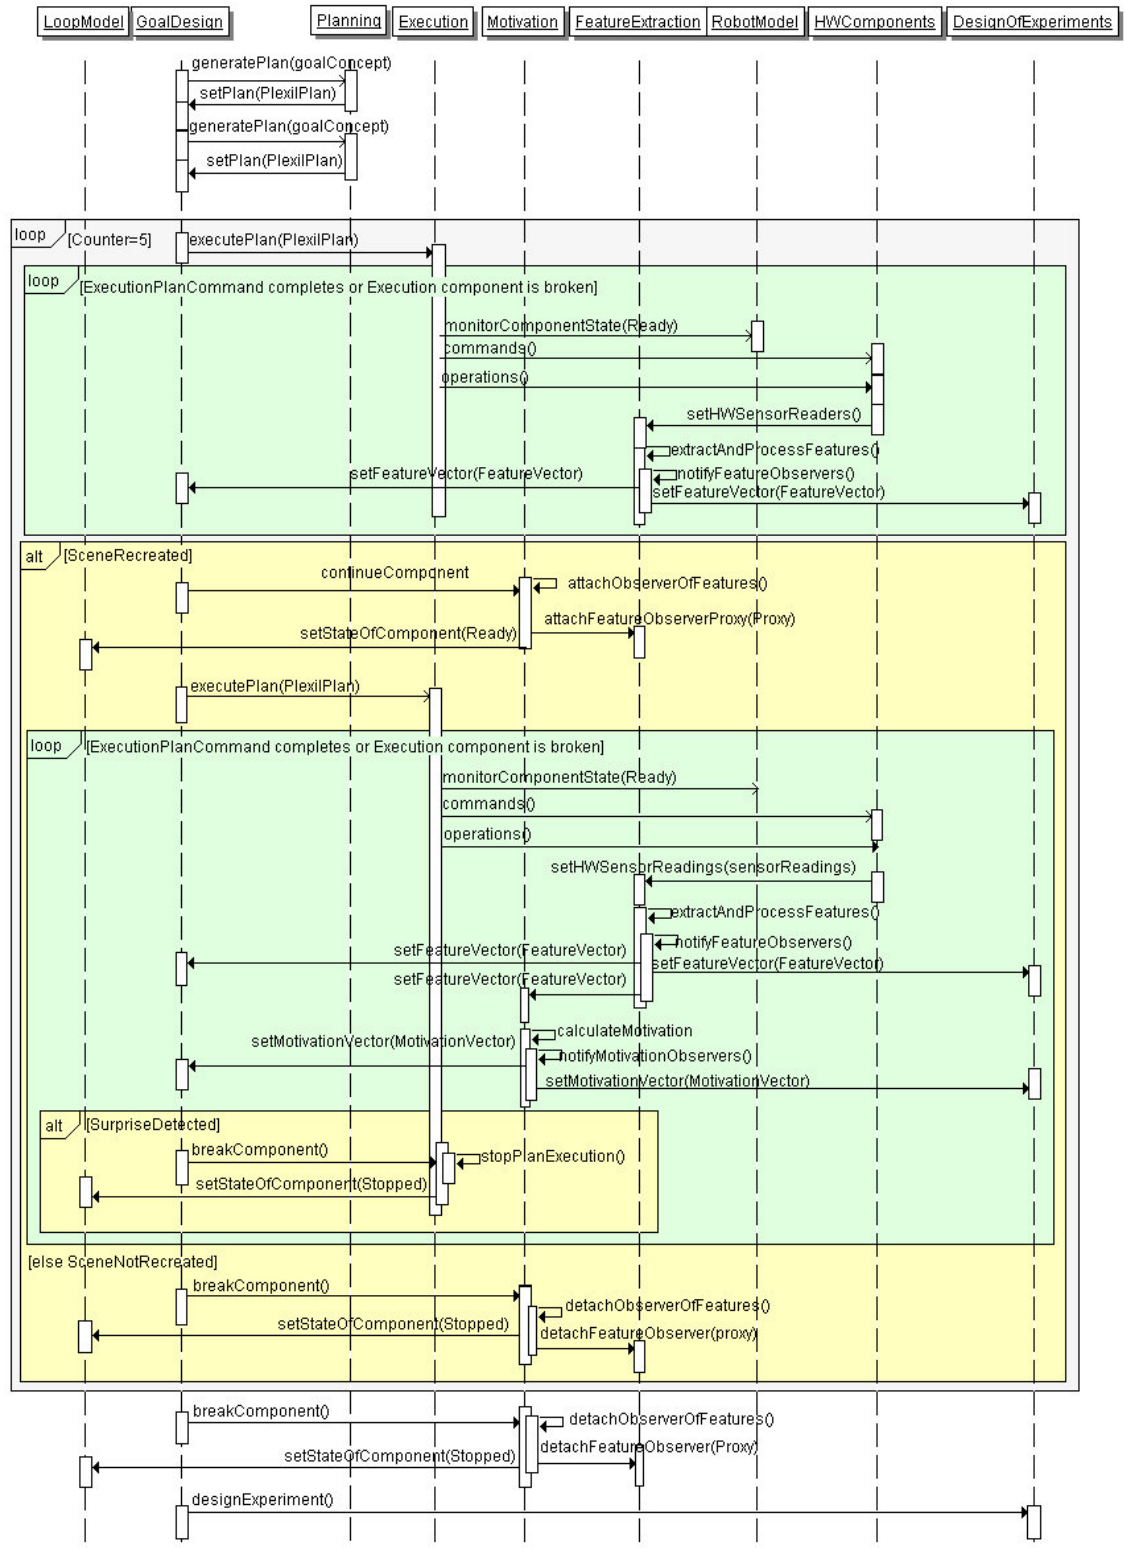 LoopModel GoalDesign Planning Execution Motivation FeatureExtraction RobotModel HWComponents DesignOfExperiments
generatePlan(goalConcept)
setPlan(PlexilPlan)
generatePlan(goalConcept)
setPlan(PlexilPlan)
loop [Counter=5] executePlan(PlexilPlan)
loop [ExecutionPlanCommand completes or Execution component is broken]
monitorComponentState(Ready)
commands()
operations()
setHWSensorReaders()
extractAndProcessFeatures()
setFeatureVector(FeatureVector) notifyFeatureObservers()
setFeatureVector(FeatureVector)
alt [SceneRecreated]
continueComponent attachObserverOfFeatures()
attachFeatureObserverProxy(Proxy)
setStateOfComponent(Ready)
executePlan(PlexilPlan)
loop [ExecutionPlanCommand completes or Execution component is broken]
monitorComponentState(Ready)
commands()
operations()
setHWSensorReadings(sensorReadings)
extractAndProcessFeatures()
notifyFeatureObservers()
setFeatureVector(FeatureVector)
setFeatureVector(FeatureVector)
setFeatureVector(FeatureVector)
calculateMotivation
setMotivationVector(MotivationVector)
notifyMotivationObservers()
setMotivationVector(MotivationVector)
alt [SurpriseDetected]
breakComponent()
stopPlanExecution()
setStateOfComponent(Stopped)
[else SceneNotRecreated]
breakComponent()
detachObserverOfFeatures()
setStateOfComponent(Stopped)
detachFeatureObserver(proxy)
breakComponent()
detachObserverOfFeatures()
detachFeatureObserver(Proxy)
setStateOfComponent(Stopped)
designExperiment()